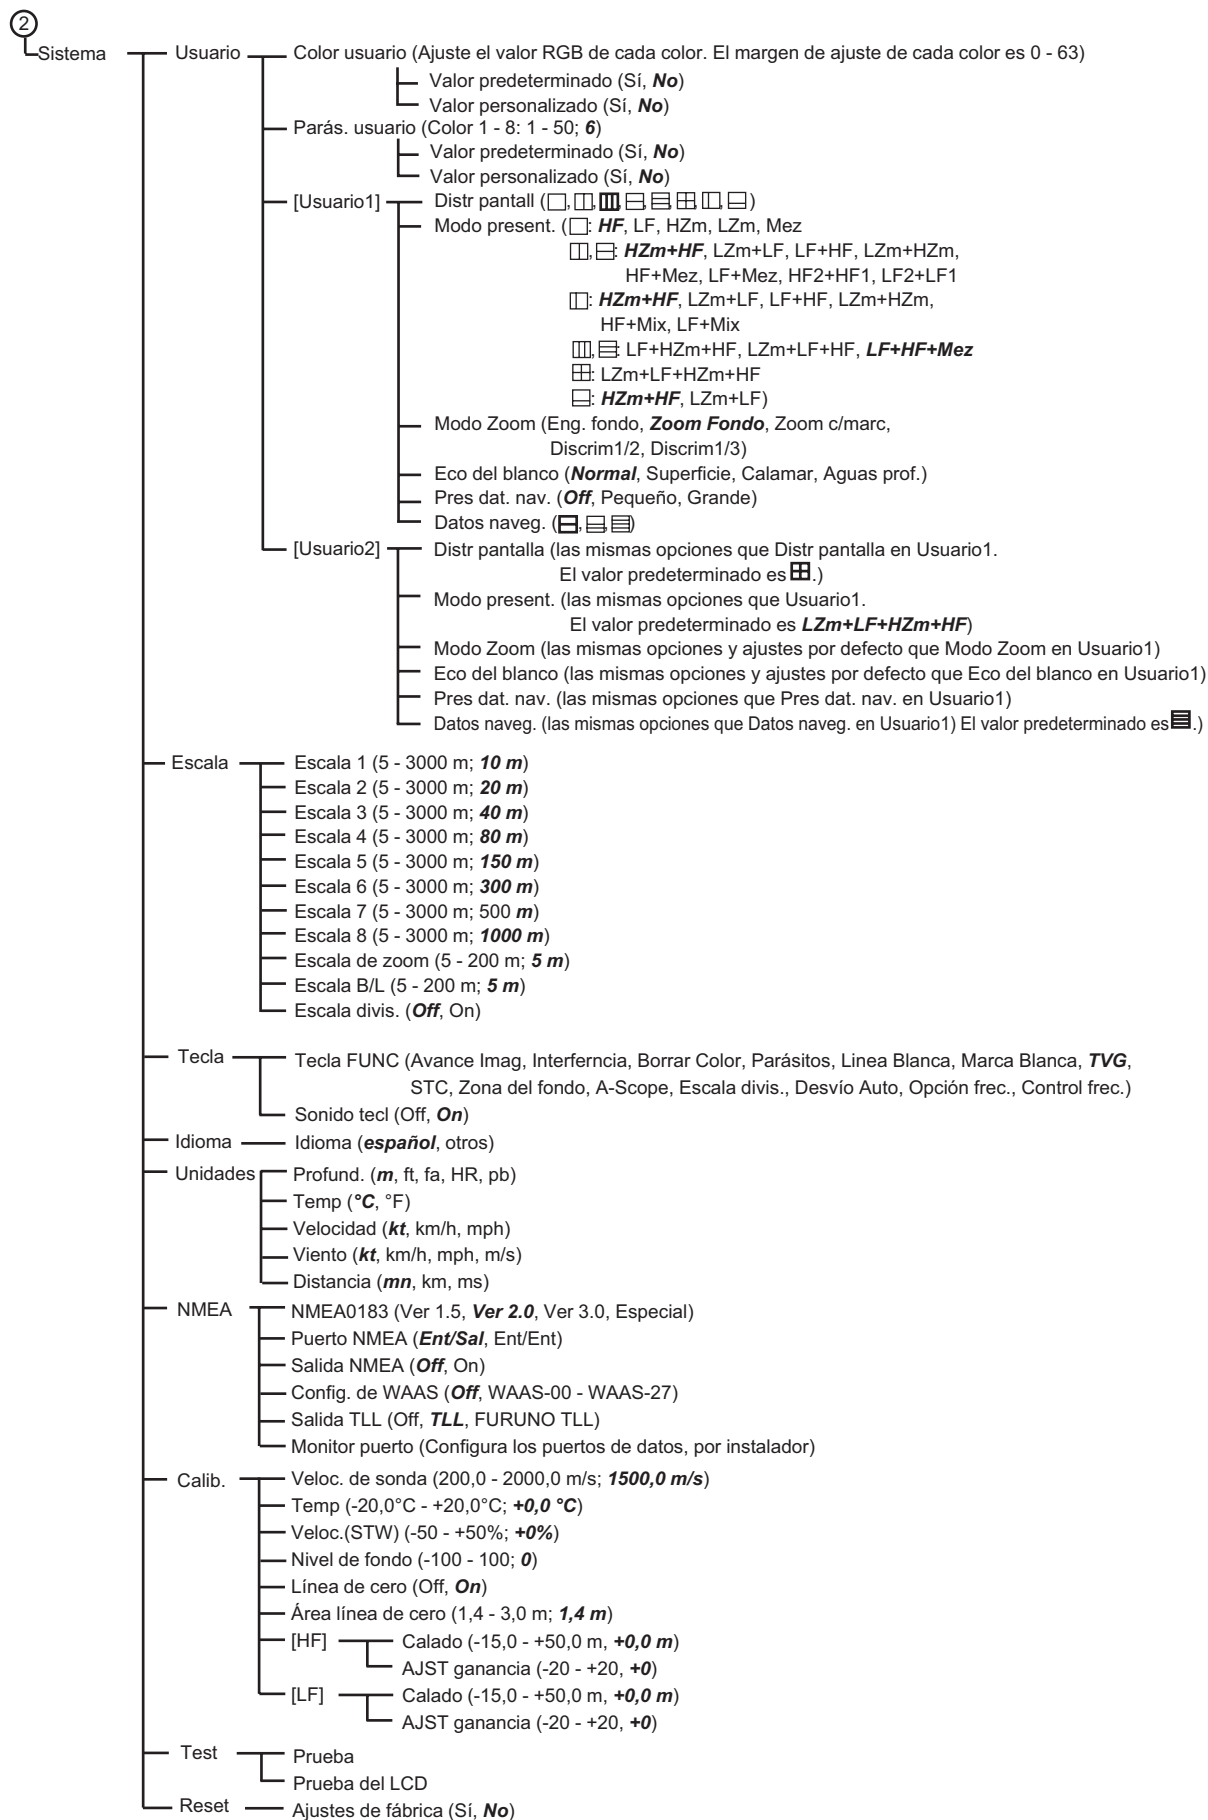 2
Sistema
Usuario
Color usuario (Ajuste el valor RGB de cada color. El margen de ajuste de cada color es 0 - 63)
Valor predeterminado (Sí, No)
Valor personalizado (Sí, No)
Parás. usuario (Color 1 - 8: 1 - 50; 6)
Valor predeterminado (Sí, No)
Valor personalizado (Sí, No)
[Usuario1]
Distr pantall (, , , , , , , )
Modo present. (: HF, LF, HZm, LZm, Mez
, : HZm+HF, LZm+LF, LF+HF, LZm+HZm,
HF+Mez, LF+Mez, HF2+HF1, LF2+LF1
: HZm+HF, LZm+LF, LF+HF, LZm+HZm,
HF+Mix, LF+Mix
, : LF+HZm+HF, LZm+LF+HF, LF+HF+Mez
: LZm+LF+HZm+HF
: HZm+HF, LZm+LF)
Modo Zoom (Eng. fondo, Zoom Fondo, Zoom c/marc,
Discrim1/2, Discrim1/3)
Eco del blanco (Normal, Superficie, Calamar, Aguas prof.)
Pres dat. nav. (Off, Pequeño, Grande)
Datos naveg. (, , )
[Usuario2]
Distr pantalla (las mismas opciones que Distr pantalla en Usuario1.
El valor predeterminado es .)
Modo present. (las mismas opciones que Usuario1.
El valor predeterminado es LZm+LF+HZm+HF)
Modo Zoom (las mismas opciones y ajustes por defecto que Modo Zoom en Usuario1)
Eco del blanco (las mismas opciones y ajustes por defecto que Eco del blanco en Usuario1)
Pres dat. nav. (las mismas opciones que Pres dat. nav. en Usuario1)
Datos naveg. (las mismas opciones que Datos naveg. en Usuario1) El valor predeterminado es .)
Escala
Escala 1 (5 - 3000 m; 10 m)
Escala 2 (5 - 3000 m; 20 m)
Escala 3 (5 - 3000 m; 40 m)
Escala 4 (5 - 3000 m; 80 m)
Escala 5 (5 - 3000 m; 150 m)
Escala 6 (5 - 3000 m; 300 m)
Escala 7 (5 - 3000 m; 500 m)
Escala 8 (5 - 3000 m; 1000 m)
Escala de zoom (5 - 200 m; 5 m)
Escala B/L (5 - 200 m; 5 m)
Escala divis. (Off, On)
Tecla
Tecla FUNC (Avance Imag, Interferncia, Borrar Color, Parásitos, Linea Blanca, Marca Blanca, TVG,
STC, Zona del fondo, A-Scope, Escala divis., Desvío Auto, Opción frec., Control frec.)
Sonido tecl (Off, On)
Idioma
Idioma (español, otros)
Unidades
Profund. (m, ft, fa, HR, pb)
Temp (°C, °F)
Velocidad (kt, km/h, mph)
Viento (kt, km/h, mph, m/s)
Distancia (mn, km, ms)
NMEA
NMEA0183 (Ver 1.5, Ver 2.0, Ver 3.0, Especial)
Puerto NMEA (Ent/Sal, Ent/Ent)
Salida NMEA (Off, On)
Config. de WAAS (Off, WAAS-00 - WAAS-27)
Salida TLL (Off, TLL, FURUNO TLL)
Monitor puerto (Configura los puertos de datos, por instalador)
Calib.
Veloc. de sonda (200,0 - 2000,0 m/s; 1500,0 m/s)
Temp (-20,0°C - +20,0°C; +0,0 °C)
Veloc.(STW) (-50 - +50%; +0%)
Nivel de fondo (-100 - 100; 0)
Línea de cero (Off, On)
Área línea de cero (1,4 - 3,0 m; 1,4 m)
[HF]
Calado (-15,0 - +50,0 m, +0,0 m)
AJST ganancia (-20 - +20, +0)
[LF]
Calado (-15,0 - +50,0 m, +0,0 m)
AJST ganancia (-20 - +20, +0)
Test
Prueba
Prueba del LCD
Reset
Ajustes de fábrica (Sí, No)